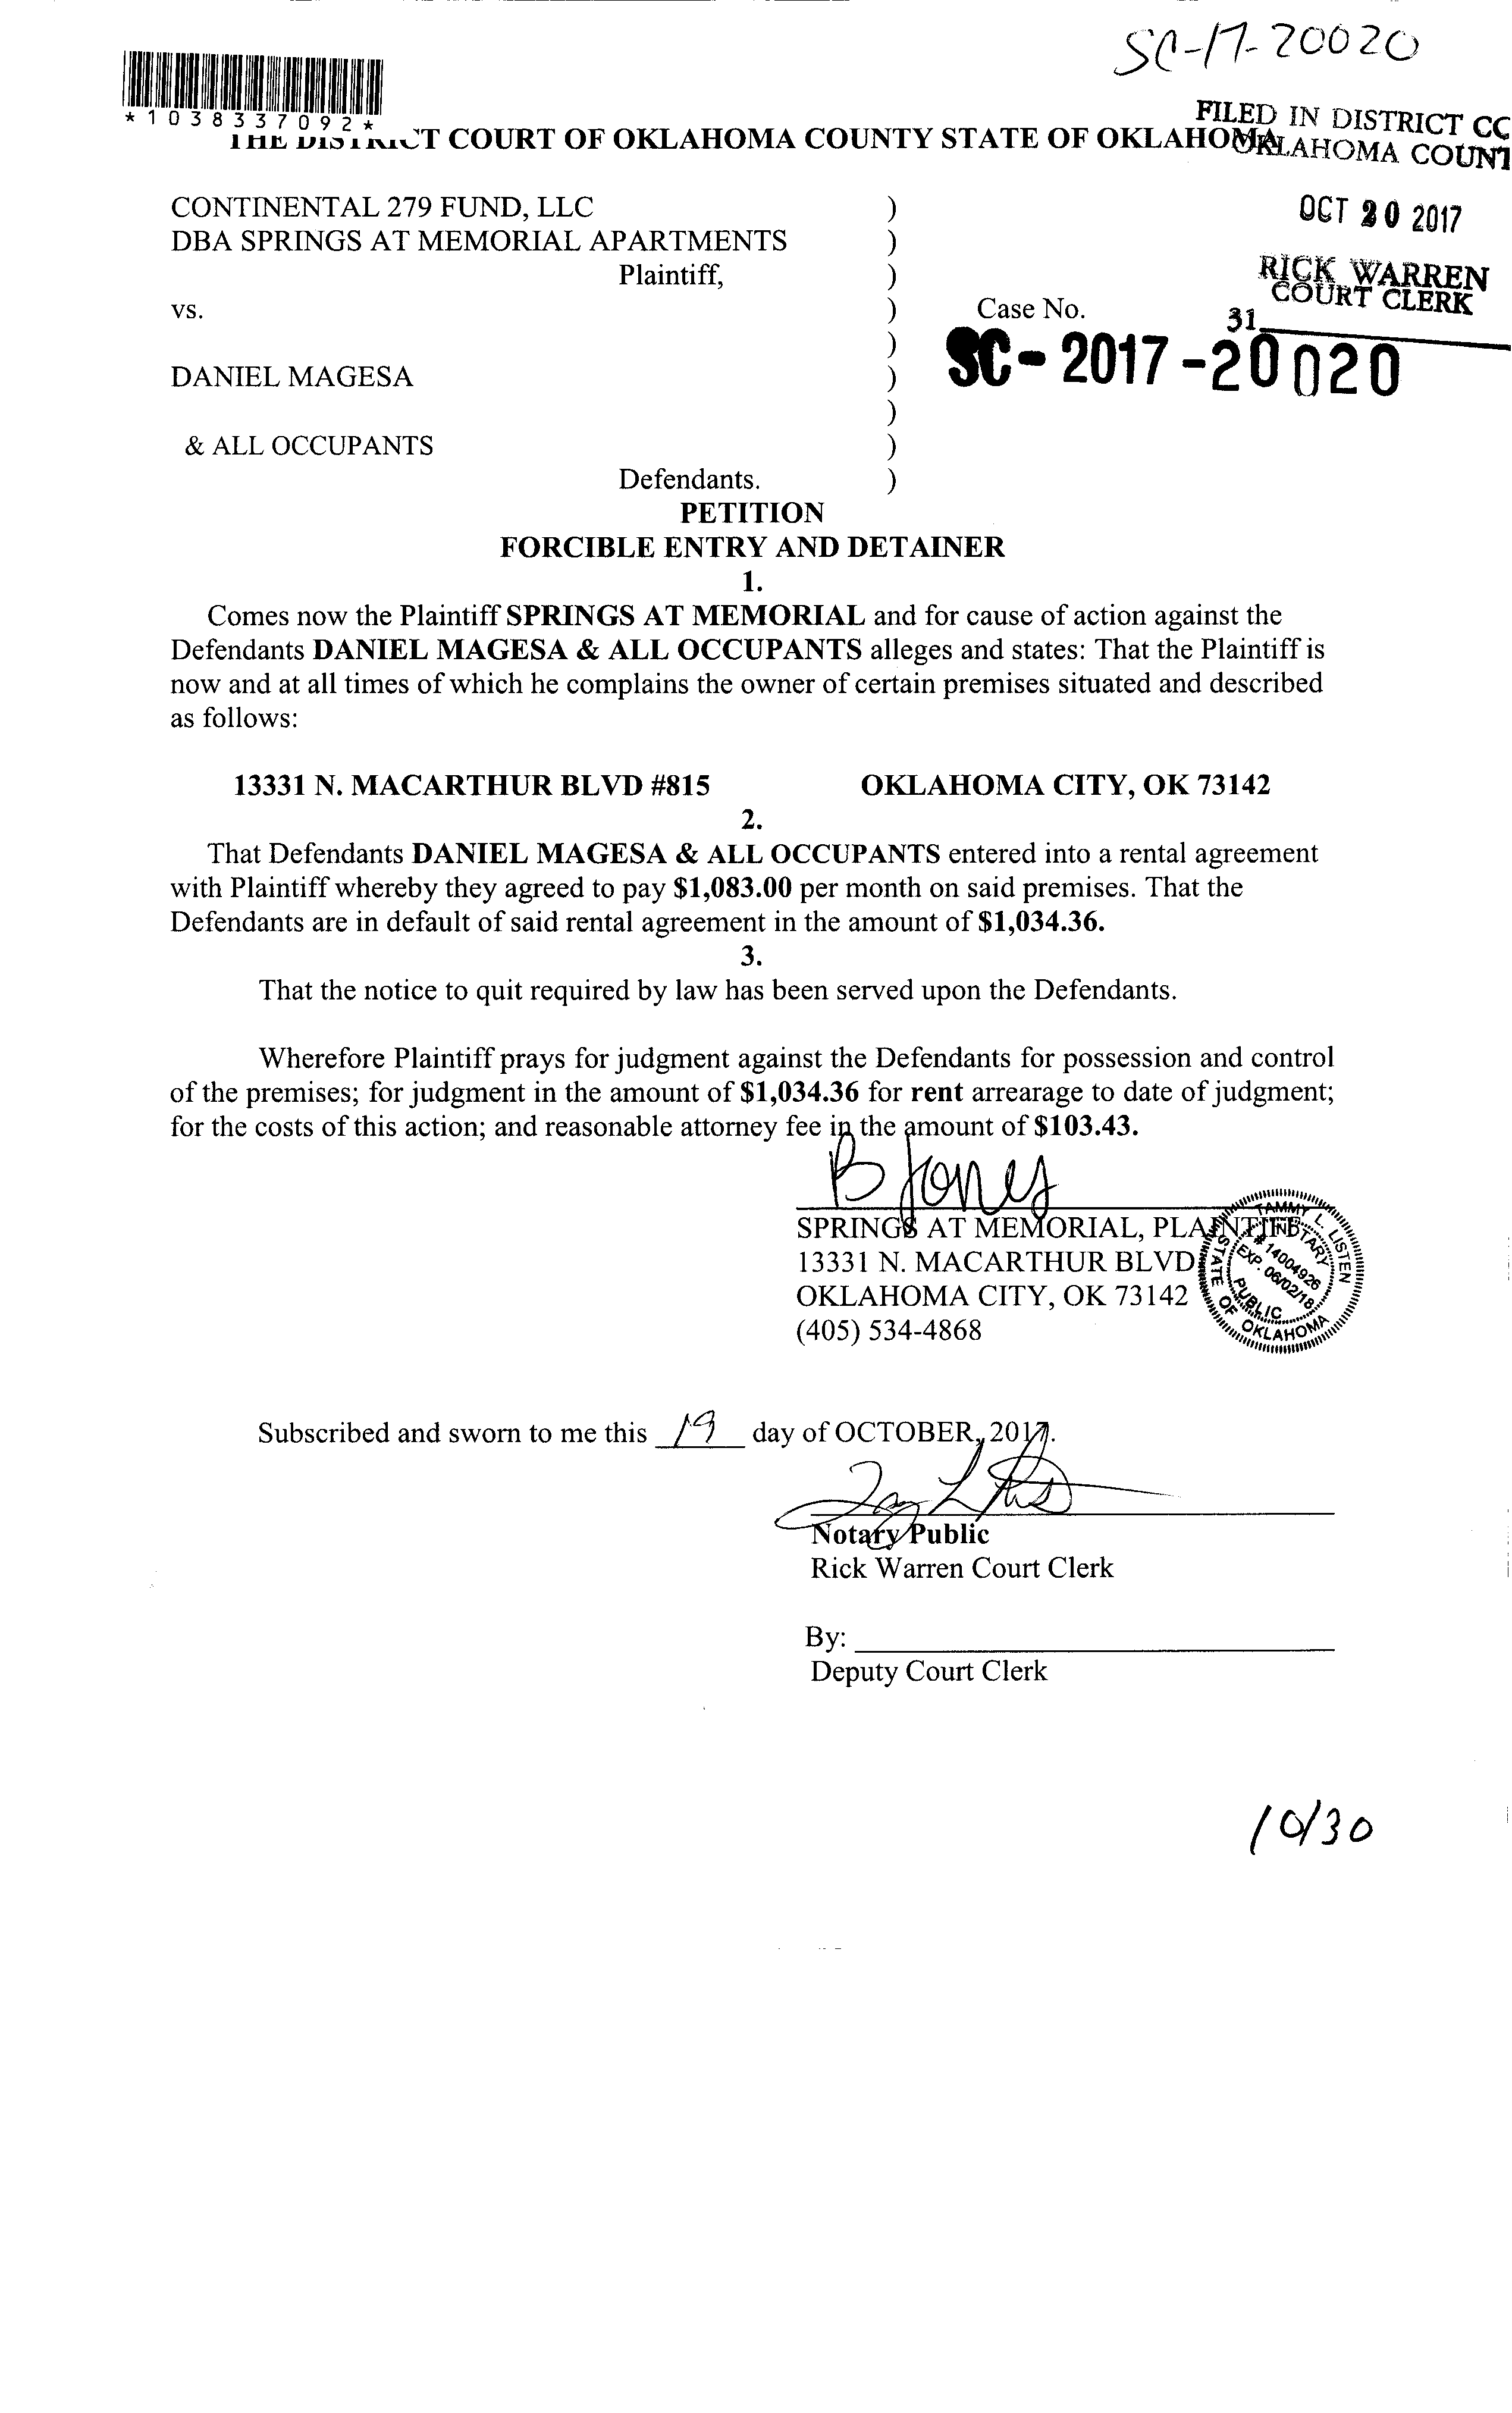 SC-17-20020
*1038337092*
FILED IN DISTRICT CO
OKLAHOMA COUNT
THE DISTRICT COURT OF OKLAHOMA COUNTY STATE OF OKLAHOMA
OCT 20 2017
RICK WARREN
COURT CLERK
31
CONTINENTAL 279 FUND, LLC )
DBA SPRINGS AT MEMORIAL APARTMENTS )
Plaintiff, )
vs. ) Case No.
)
SC-2017-20020
DANIEL MAGESA )
)
& ALL OCCUPANTS )
Defendants. )
PETITION
FORCIBLE ENTRY AND DETAINER
1.
Comes now the Plaintiff SPRINGS AT MEMORIAL and for cause of action against the
Defendants DANIEL MAGESA & ALL OCCUPANTS alleges and states: That the Plaintiff is
now and at all times of which he complains the owner of certain premises situated and described
as follows:
13331 N. MACARTHUR BLVD #815 OKLAHOMA CITY, OK 73142
2.
That Defendants DANIEL MAGESA & ALL OCCUPANTS entered into a rental agreement
with Plaintiff whereby they agreed to pay $1,083.00 per month on said premises. That the
Defendants are in default of said rental agreement in the amount of $1,034.36.
3.
That the notice to quit required by law has been served upon the Defendants.
Wherefore Plaintiff prays for judgment against the Defendants for possession and control
of the premises; for judgment in the amount of $1,034.36 for rent arrearage to date of judgment;
for the costs of this action; and reasonable attorney fee in the amount of $103.43.
B Jones
SPRINGS AT MEMORIAL, PLAINTIFF
13331 N. MACARTHUR BLVD
OKLAHOMA CITY, OK 73142
(405) 534-4868
TAMMY L. LISTEN
NOTARY
# 14004926
EXP. 06/02/18
PUBLIC
STATE OF OKLAHOMA
Subscribed and sworn to me this 19 day of OCTOBER, 2017.
Notary Public
Rick Warren Court Clerk
By:
Deputy Court Clerk
10/30